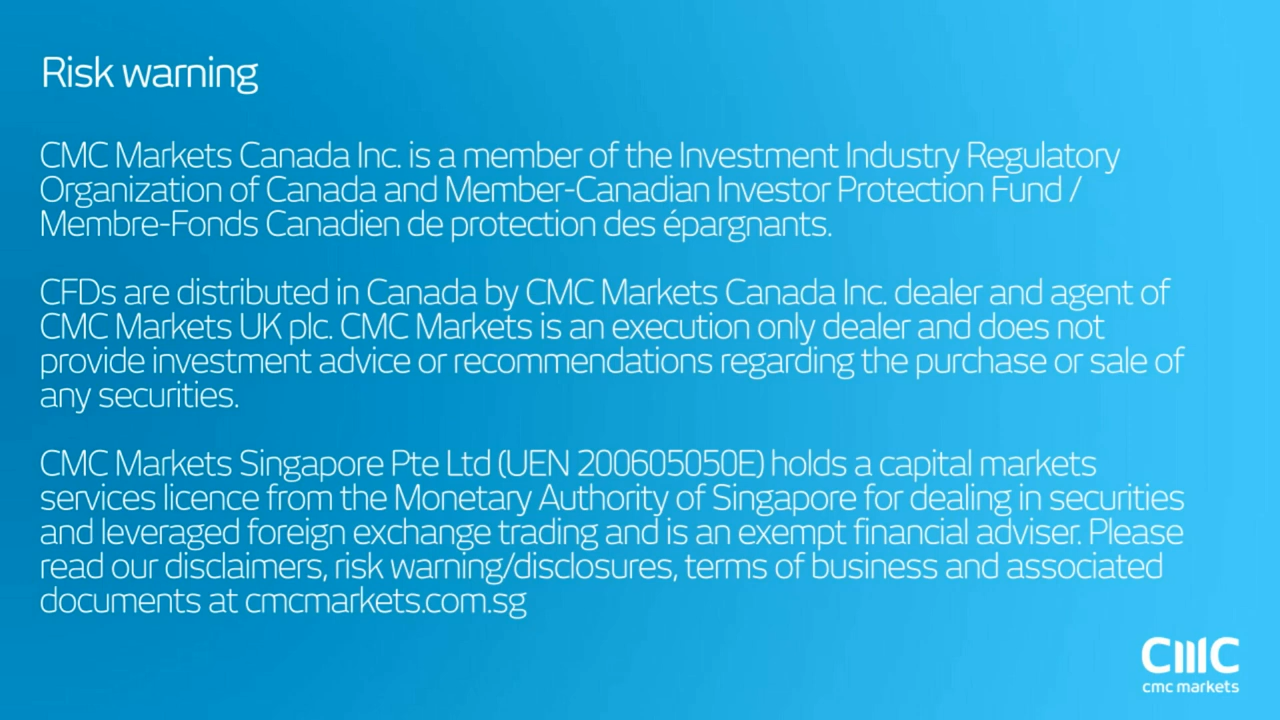 Risk warning
CMC Markets Canada Inc. is a member of the Investment Industry Regulatory
Organization of Canada and Member-Canadian Investor Protection Fund /
Membre-Fonds Canadien de protection des épargnants.
CFDs are distributed in Canada by CMC Markets Canada Inc. dealer and agent of
CMC Markets UK plc. CMC Markets is an execution only dealer and does not
provide investment advice or recommendations regarding the purchase or sale of
any securities.
CMC Markets Singapore Pte Ltd (UEN 200605050E) holds a capital markets
services licence from the Monetary Authority of Singapore for dealing in securities
and leveraged foreign exchange trading and is an exempt financial adviser. Please
read our disclaimers, risk warning/disclosures, terms of business and associated
documents at cmcmarkets.com.sg
CMC
cmc markets